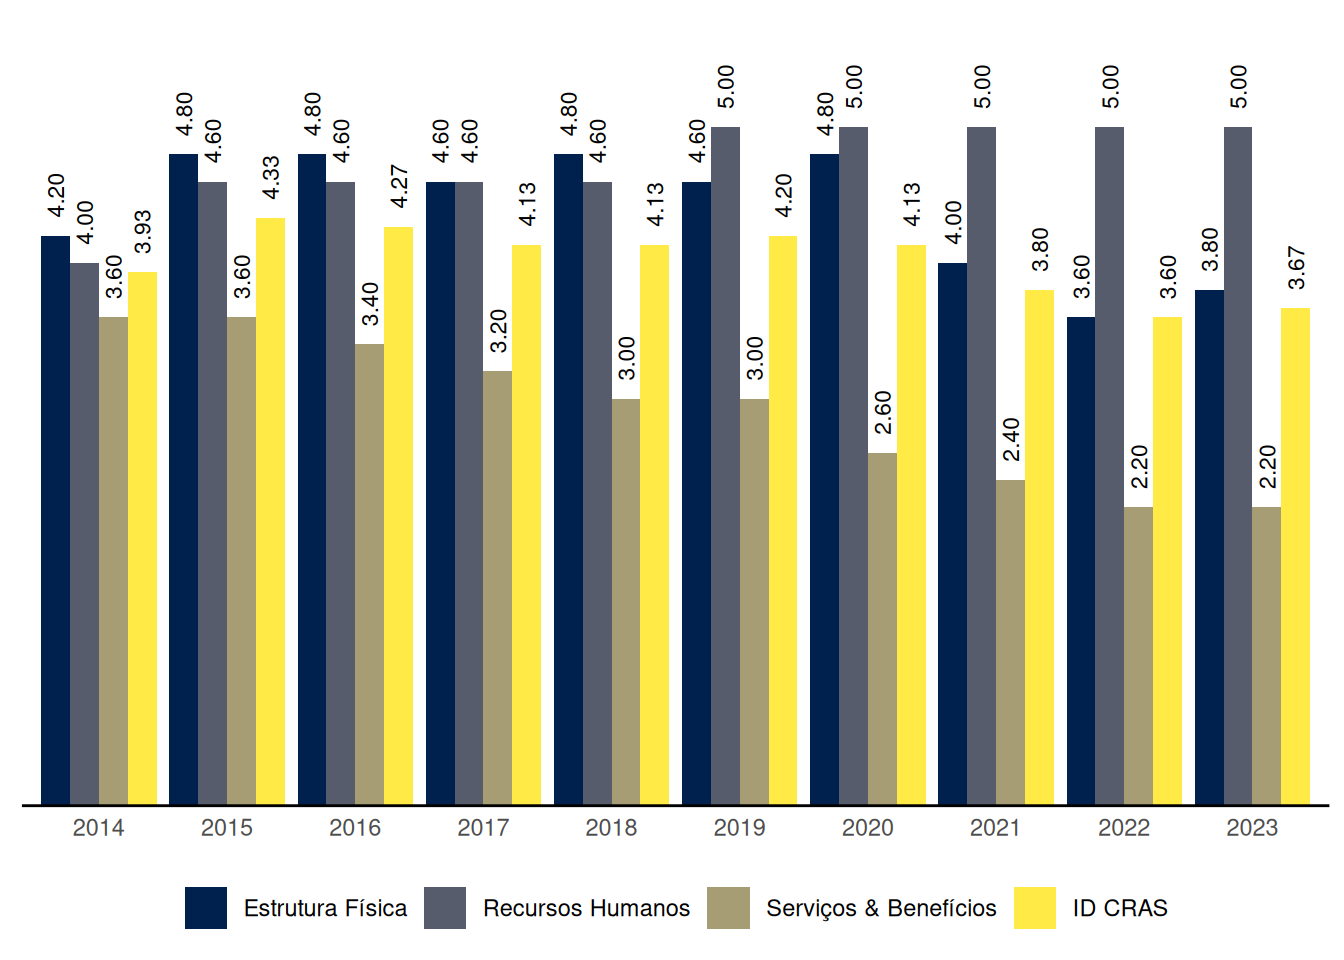 4.20 4.00 3.60 3.93
4.80 4.60 3.60 4.33
4.80 4.60 3.40 4.27
4.60 4.60 3.20 4.13
4.80 4.60 3.00 4.13
4.60 5.00 3.00 4.20
4.80 5.00 2.60 4.13
4.00 5.00 2.40 3.80
3.60 5.00 2.20 3.60
3.80 5.00 2.20 3.67
2014 2015 2016 2017 2018 2019 2020 2021 2022 2023
Estrutura Física Recursos Humanos Serviços & Benefícios ID CRAS